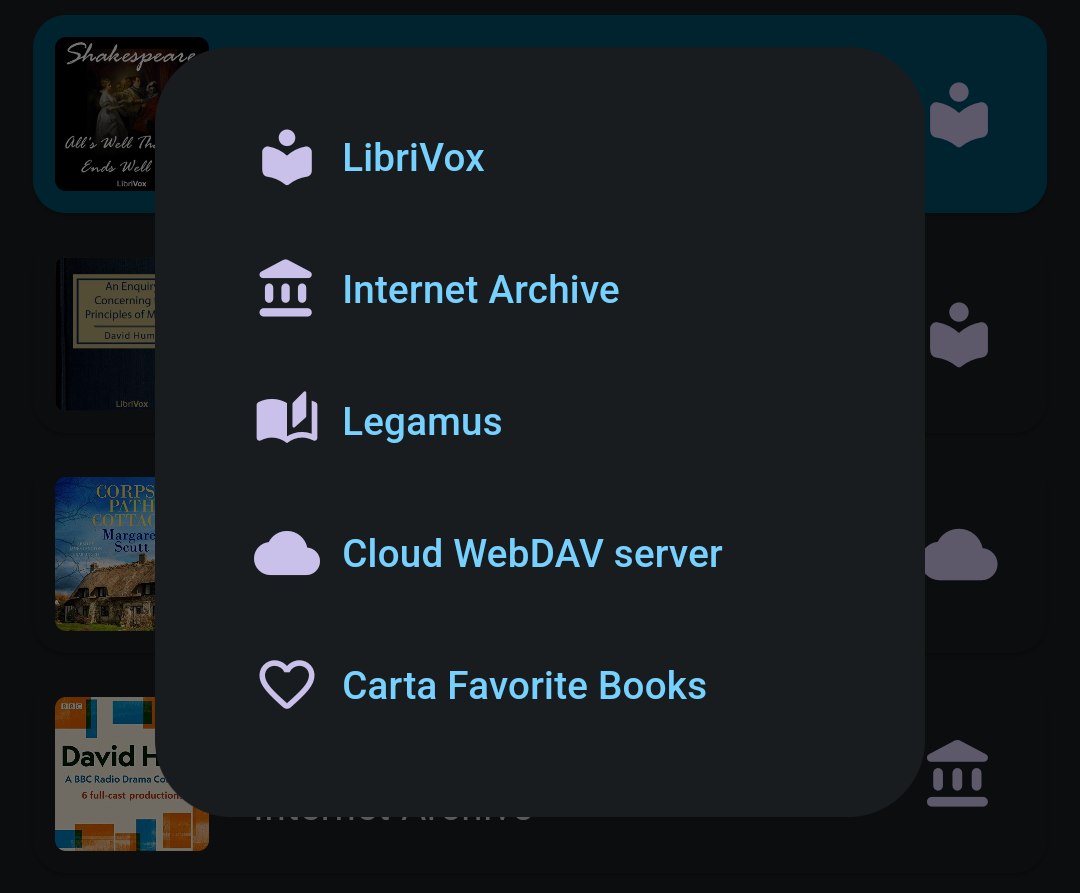 Shakespeare
All's Well Th
Ends Well
LibriVox
An Enquir
Concerning
Principles of M
David Hum
LibriVox
CORPS
PATH
COTTAG
Margare
Scutt
BBC
David H
A BBC Radio Drama Co
6 full-cast production
LibriVox
Internet Archive
Legamus
Cloud WebDAV server
Carta Favorite Books
Internet Archive